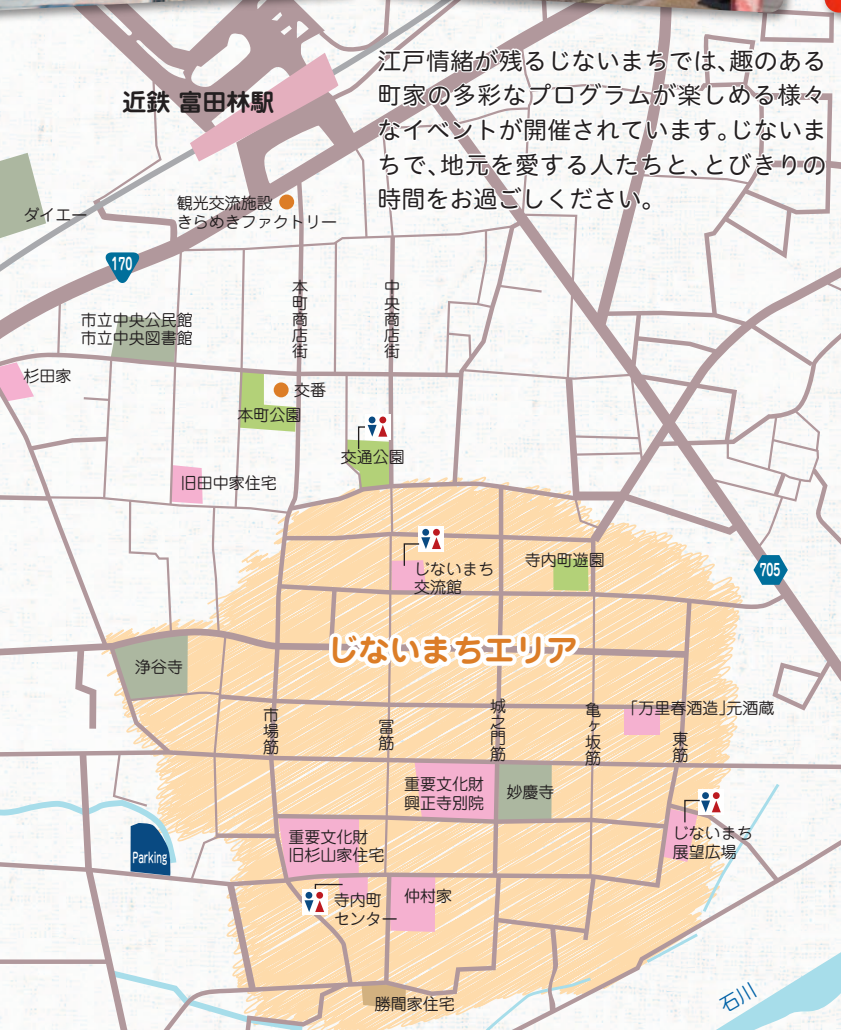 江戸情緒が残るじないまちでは、趣のある
町家の多彩なプログラムが楽しめる様々
なイベントが開催されています。じないま
ちで、地元を愛する人たちと、とびきりの
時間をお過ごしください。
近鉄 富田林駅
ダイエー
観光交流施設
きらめきファクトリー
170
本町商店街
中央商店街
市立中央公民館
市立中央図書館
杉田家
交番
本町公園
交通公園
旧田中家住宅
じないまち
交流館
寺内町遊園
705
じないまちエリア
浄谷寺
市場筋
冨筋
城之門筋
亀ヶ坂筋
「万里春酒造」元酒蔵
東筋
重要文化財
興正寺別院
妙慶寺
重要文化財
旧杉山家住宅
じないまち
展望広場
Parking
寺内町
センター
仲村家
勝間家住宅
石川